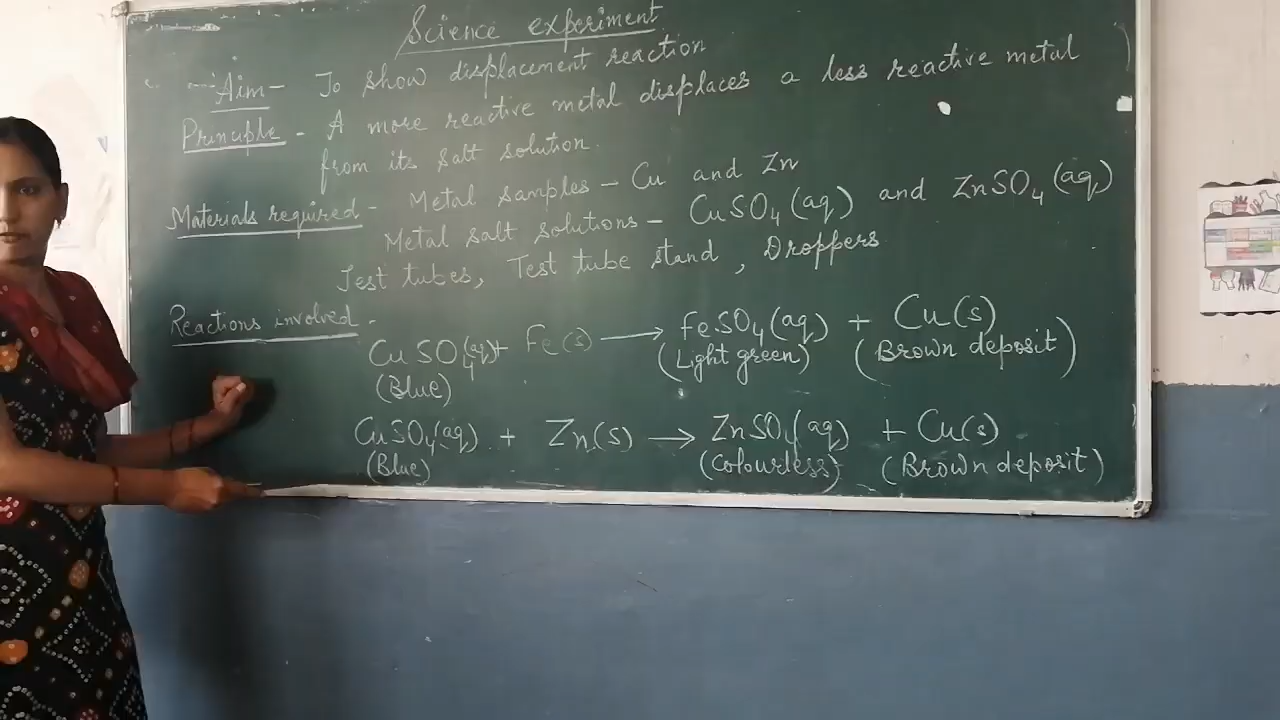 Science experiment
Aim- To show displacement reaction
Principle - A more reactive metal displaces a less reactive metal
from its salt solution.
Materials required - Metal samples - Cu and Zn
Metal salt solutions - CuSO₄(aq) and ZnSO₄(aq)
Test tubes, Test tube stand, Droppers
Reactions involved -
CuSO₄(aq) + Fe(s) → FeSO₄(aq) + Cu(s)
(Blue) (Light green) (Brown deposit)
CuSO₄(aq) + Zn(s) → ZnSO₄(aq) + Cu(s)
(Blue) (Colourless) (Brown deposit)